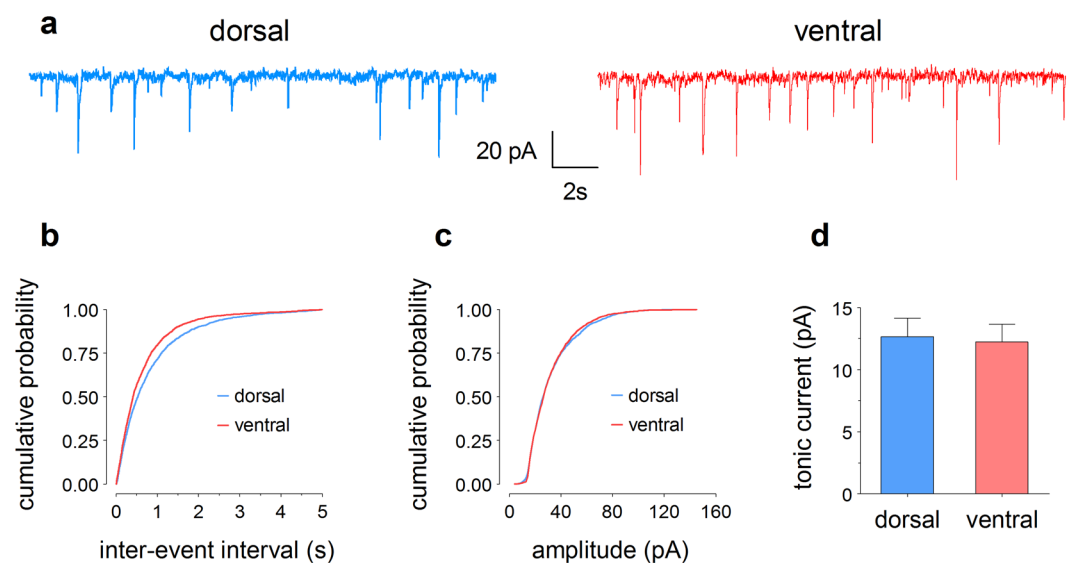 a
dorsal
ventral
20 pA
2s
b
cumulative probability
1.00
0.75
0.50
0.25
0.00
dorsal
ventral
0 1 2 3 4 5
inter-event interval (s)
c
cumulative probability
1.00
0.75
0.50
0.25
0.00
dorsal
ventral
0 40 80 120 160
amplitude (pA)
d
tonic current (pA)
15
10
5
0
dorsal ventral